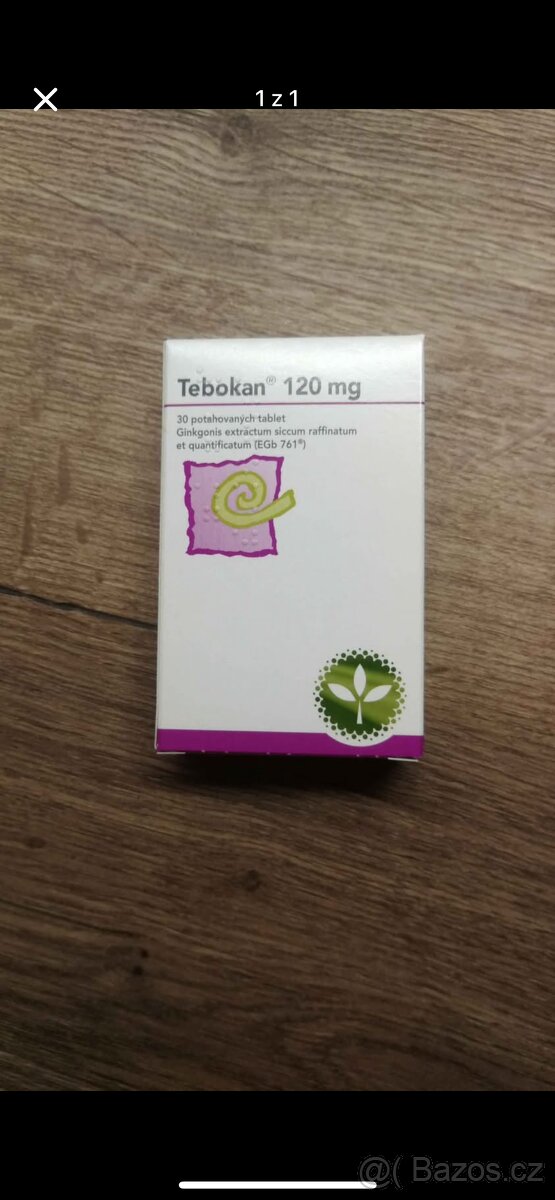 1 z 1
Tebokan® 120 mg
30 potahovaných tablet
Ginkgonis extractum siccum raffinatum
et quantificatum (EGb 761®)
@( Bazos.cz